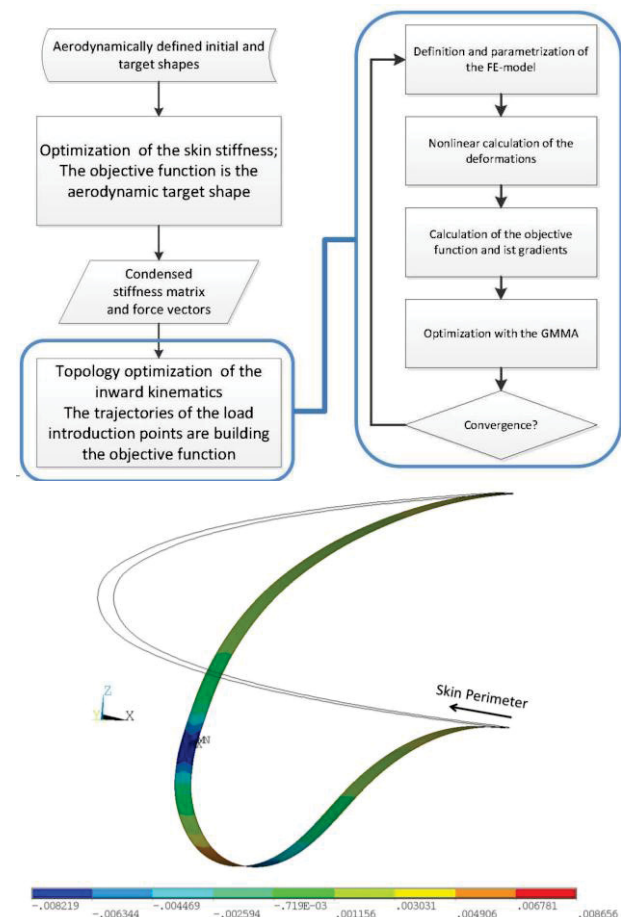 Aerodynamically defined initial and
target shapes
Optimization of the skin stiffness;
The objective function is the
aerodynamic target shape
Condensed
stiffness matrix
and force vectors
Topology optimization of the
inward kinematics
The trajectories of the load
introduction points are building
the objective function
Definition and parametrization of
the FE-model
Nonlinear calculation of the
deformations
Calculation of the objective
function and ist gradients
Optimization with the GMMA
Convergence?
Skin Perimeter
Z
Y
X
-.008219
-.006344
-.004469
-.002594
-.719E-03
.001156
.003031
.004906
.006781
.008656